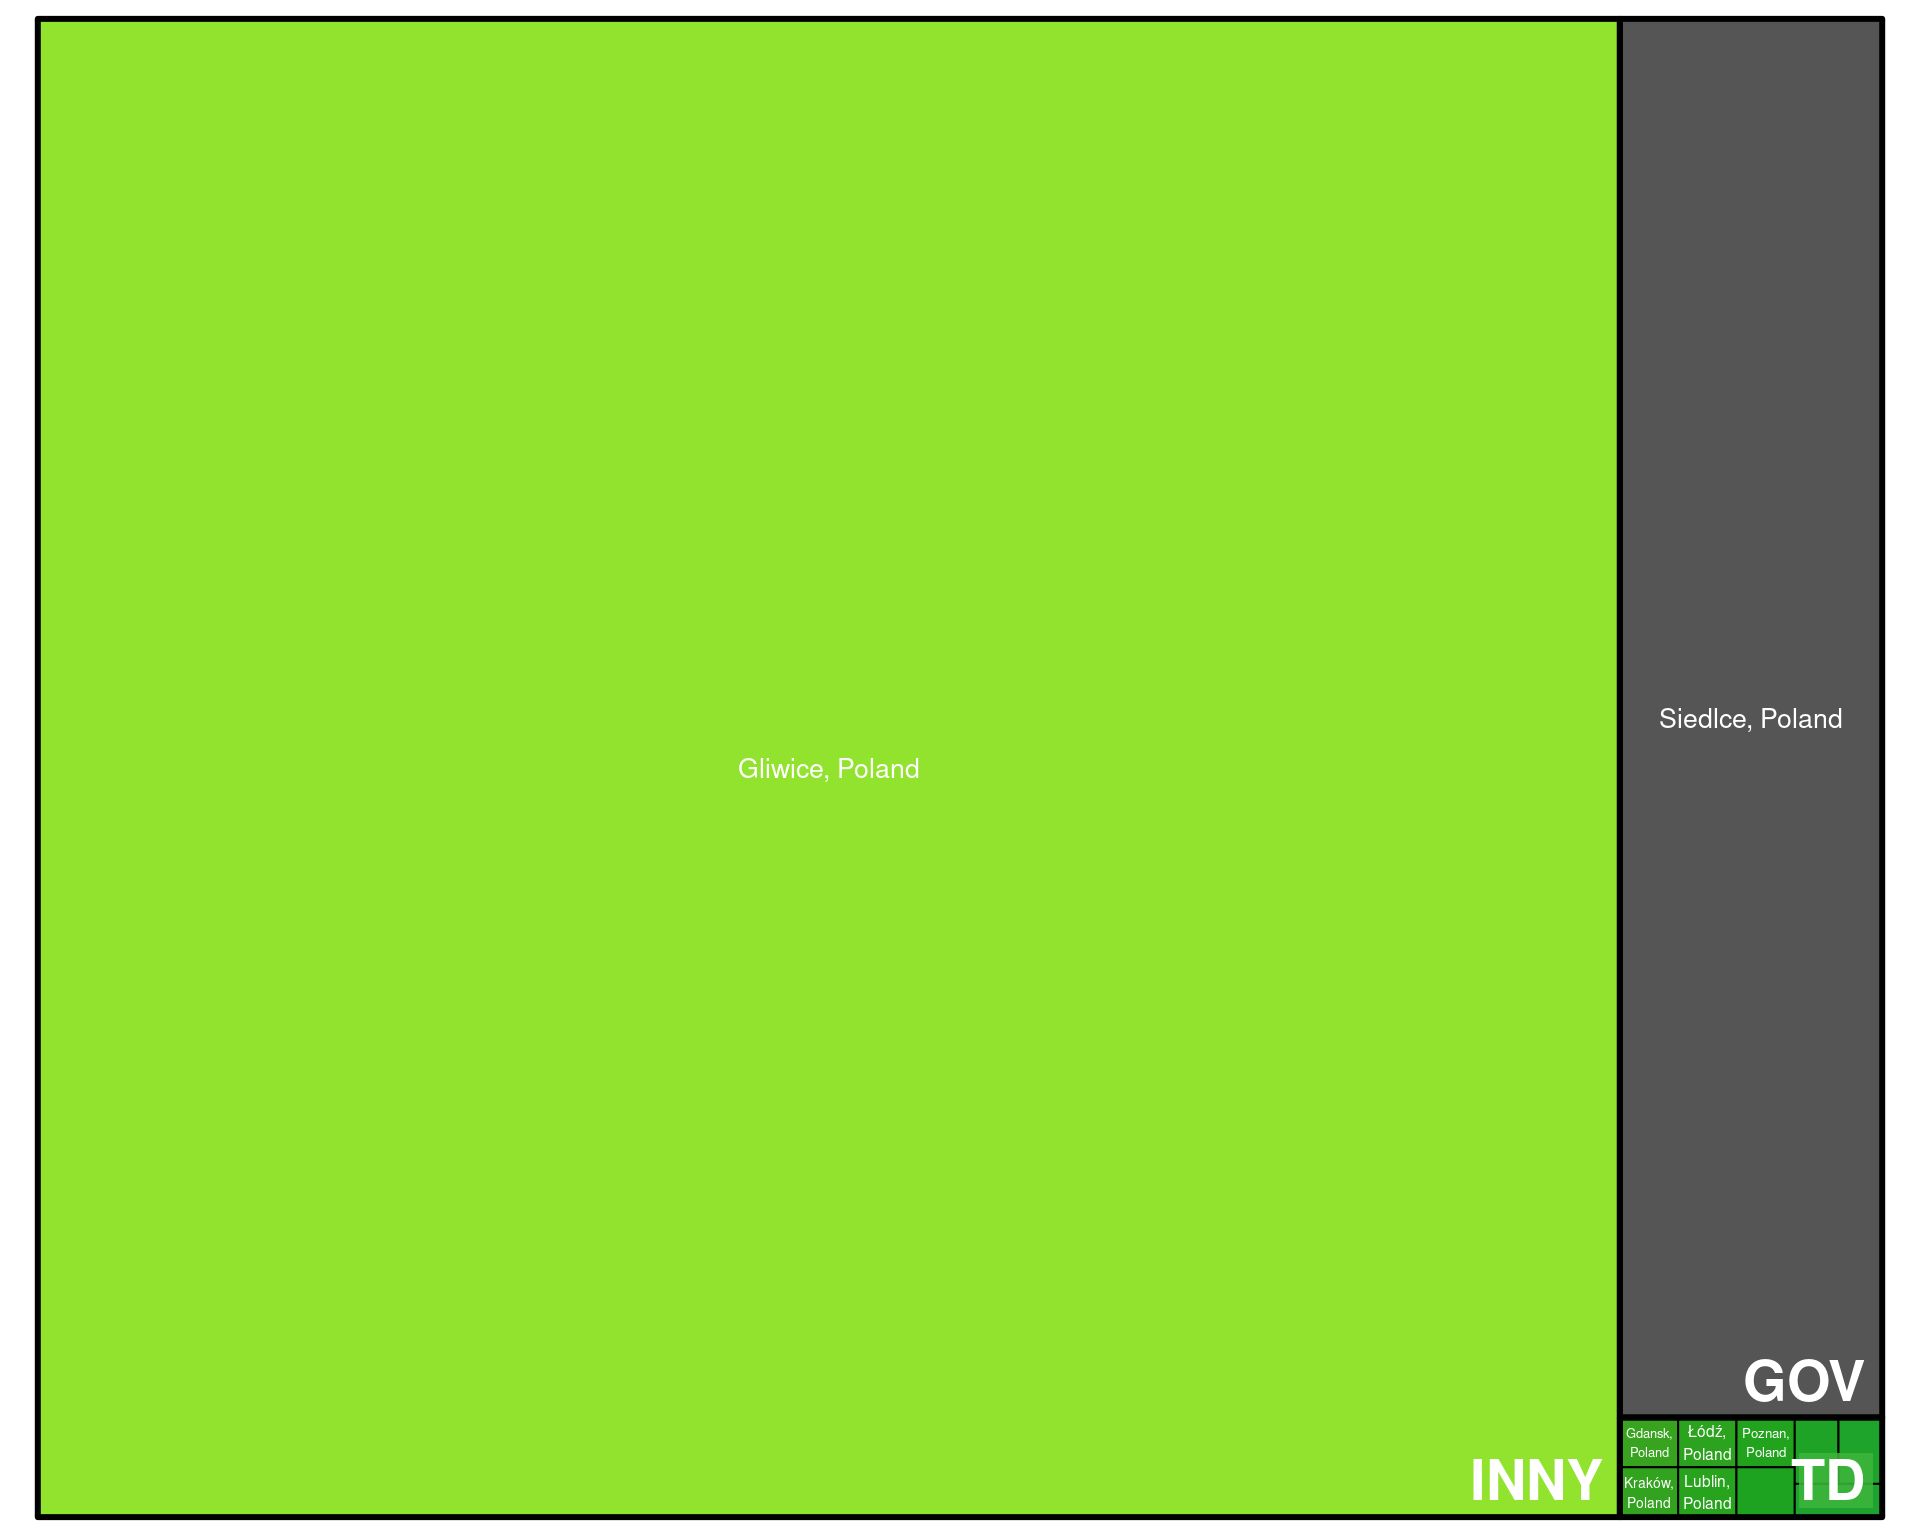 Gliwice, Poland
INNY
Siedlce, Poland
GOV
Gdansk,
Poland
Łódź,
Poland
Poznan,
Poland
Kraków,
Poland
Lublin,
Poland
TD